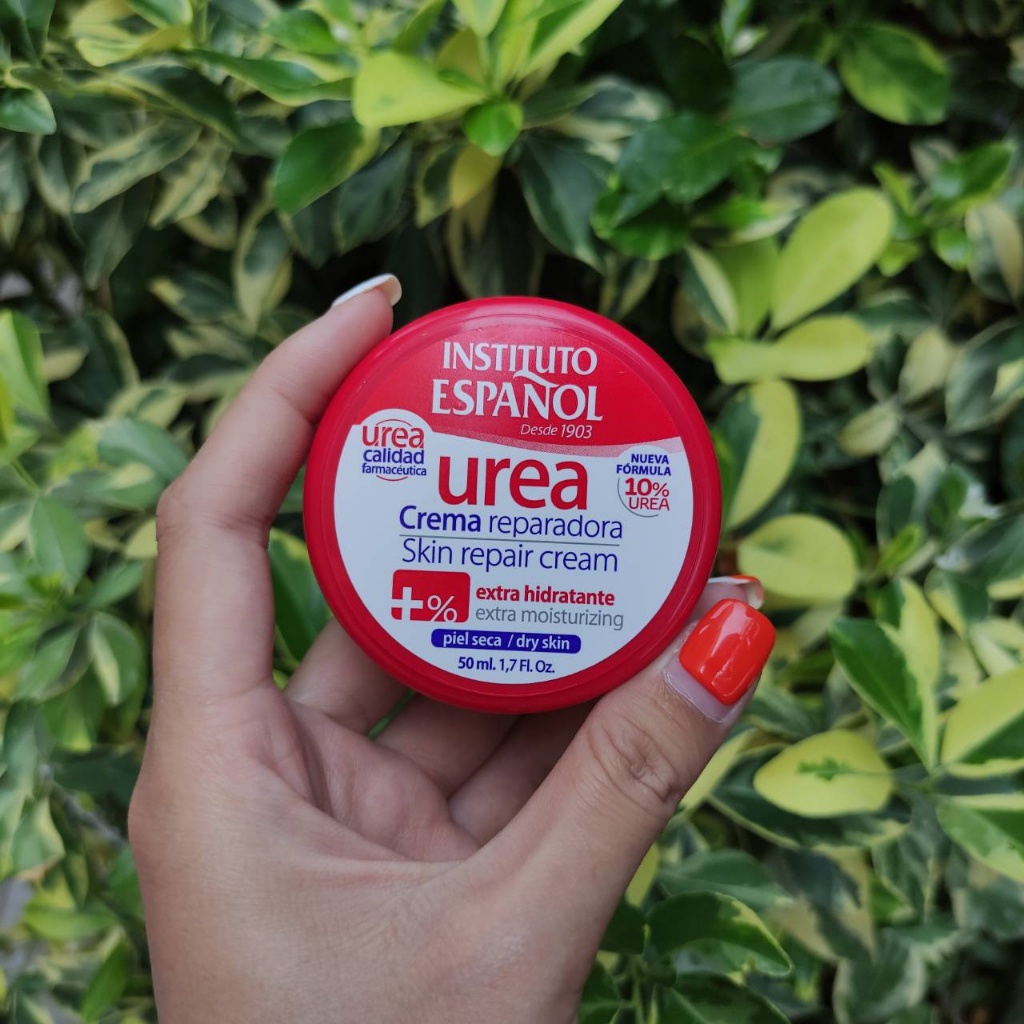 INSTITUTO
ESPAÑOL
Desde 1903
urea
calidad
farmacéutica
urea
NUEVA
FÓRMULA
10%
UREA
Crema reparadora
Skin repair cream
+% extra hidratante
extra moisturizing
piel seca / dry skin
50 ml. 1,7 Fl. Oz.